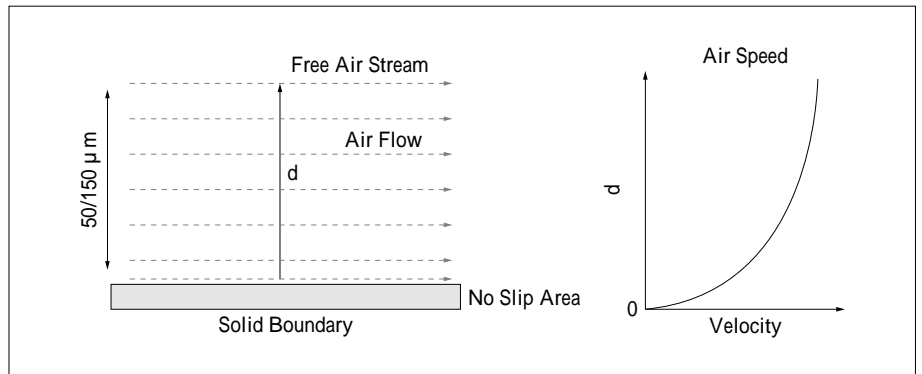 Free Air Stream
Air Flow
50/150 µ m
d
No Slip Area
Solid Boundary
Air Speed
d
0
Velocity